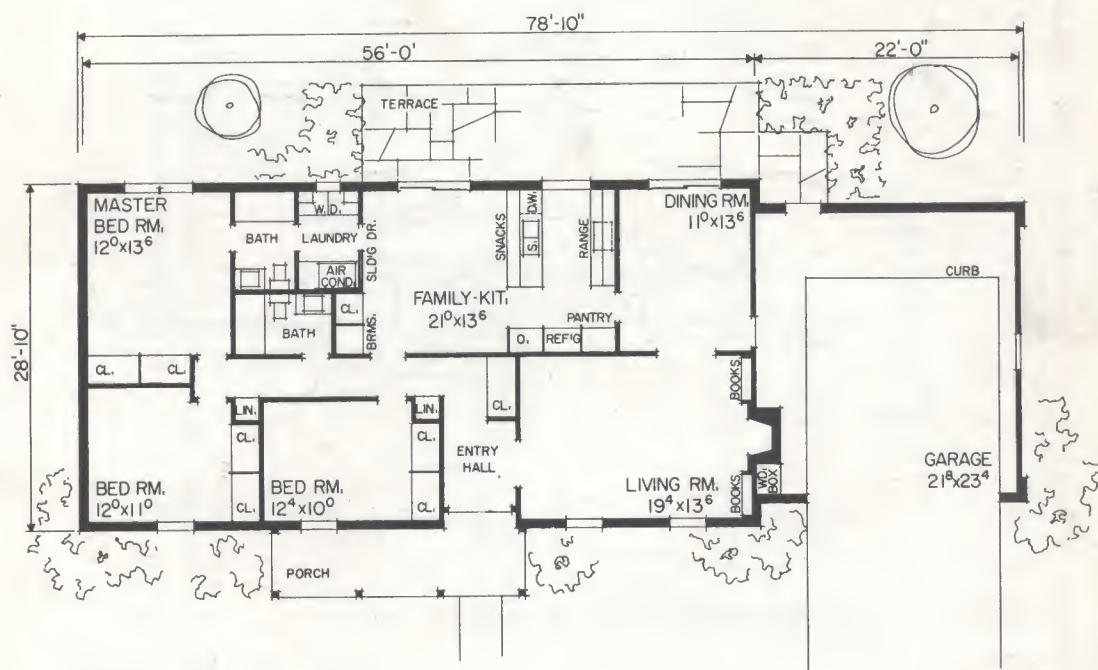 78'-10"
56'-0'
22'-0"
TERRACE
28'-10"
MASTER
BED RM.
12⁰x13⁶
BATH
W. D.
LAUNDRY
AIR
COND.
SLD'G DR.
BATH
CL.
BRMS.
FAMILY-KIT.
21⁰x13⁶
SNACKS
D.W.
S.
RANGE
PANTRY
O.
REF'G
DINING RM.
11⁰x13⁶
CURB
CL.
CL.
LIN.
CL.
CL.
BED RM.
12⁰x11⁰
BED RM.
12⁴x10⁰
LIN.
CL.
CL.
CL.
ENTRY
HALL
LIVING RM.
19⁴x13⁶
BOOKS
BOOKS
WD.
BOX
GARAGE
21⁸x23⁴
PORCH